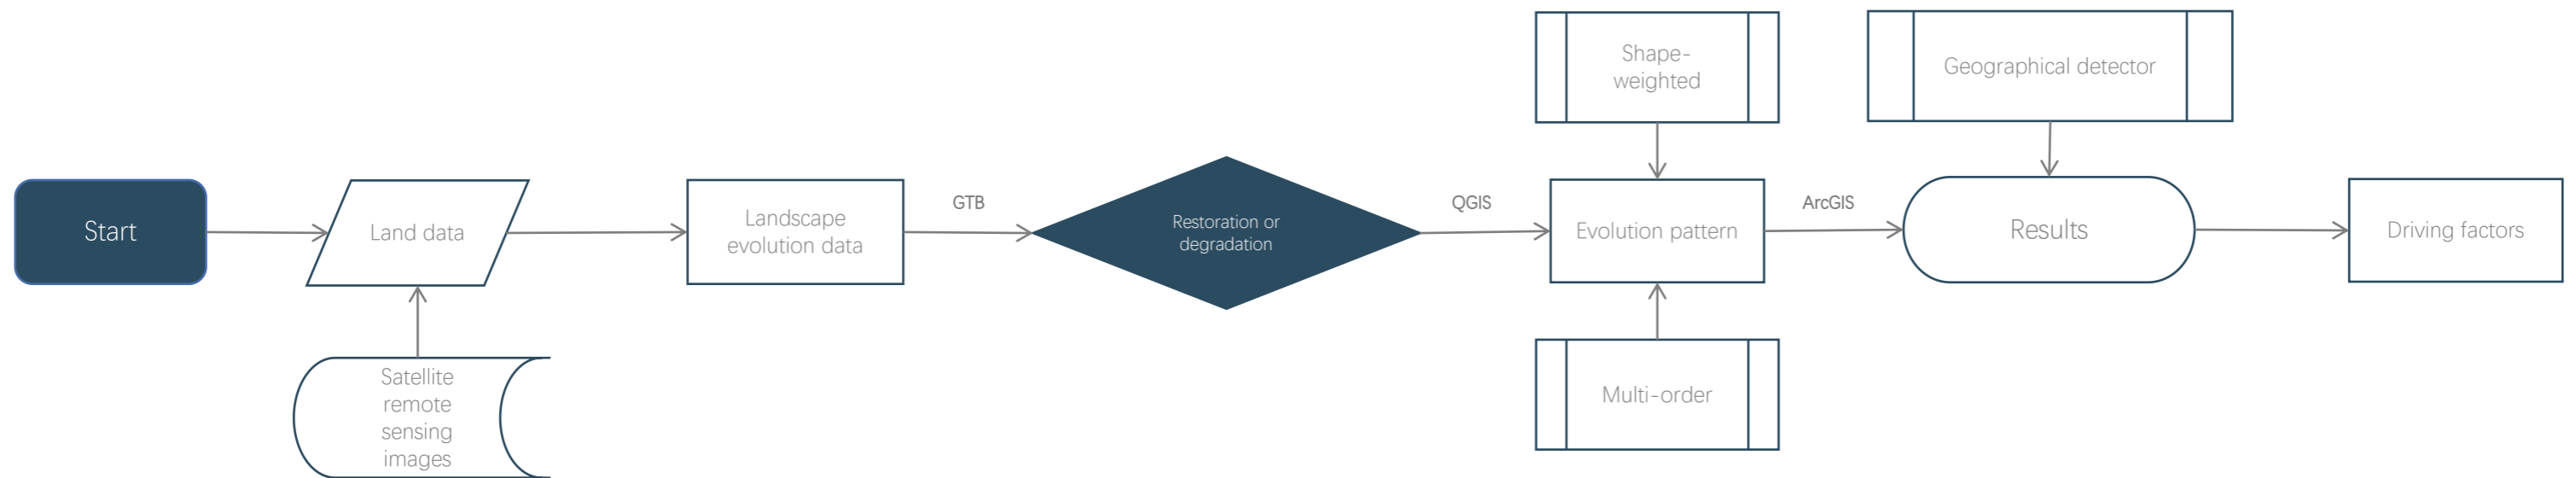 Start
Land data
Satellite
remote
sensing
images
Landscape
evolution data
GTB
Restoration or
degradation
QGIS
Shape-
weighted
Evolution pattern
Multi-order
ArcGIS
Geographical detector
Results
Driving factors